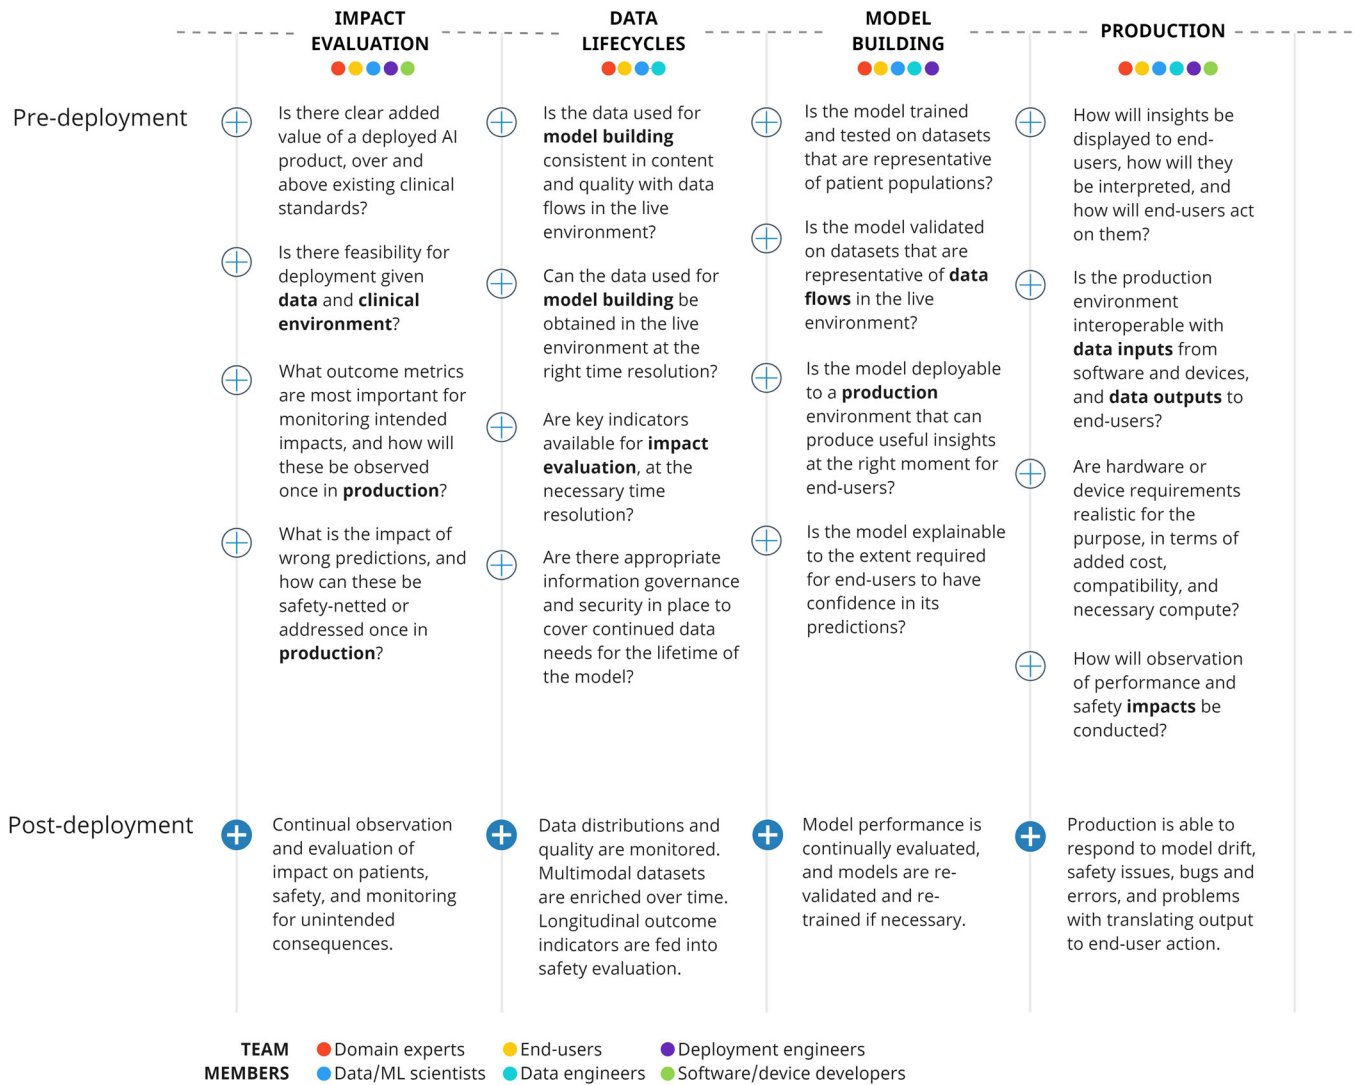 IMPACT
EVALUATION
DATA
LIFECYCLES
MODEL
BUILDING
PRODUCTION
Pre-deployment
Is there clear added
value of a deployed AI
product, over and
above existing clinical
standards?
Is there feasibility for
deployment given
data and clinical
environment?
What outcome metrics
are most important for
monitoring intended
impacts, and how will
these be observed
once in production?
What is the impact of
wrong predictions, and
how can these be
safety-netted or
addressed once in
production?
Is the data used for
model building
consistent in content
and quality with data
flows in the live
environment?
Can the data used for
model building be
obtained in the live
environment at the
right time resolution?
Are key indicators
available for impact
evaluation, at the
necessary time
resolution?
Are there appropriate
information governance
and security in place to
cover continued data
needs for the lifetime of
the model?
Is the model trained
and tested on datasets
that are representative
of patient populations?
Is the model validated
on datasets that are
representative of data
flows in the live
environment?
Is the model deployable
to a production
environment that can
produce useful insights
at the right moment for
end-users?
Is the model explainable
to the extent required
for end-users to have
confidence in its
predictions?
How will insights be
displayed to end-
users, how will they
be interpreted, and
how will end-users act
on them?
Is the production
environment
interoperable with
data inputs from
software and devices,
and data outputs to
end-users?
Are hardware or
device requirements
realistic for the
purpose, in terms of
added cost,
compatibility, and
necessary compute?
How will observation
of performance and
safety impacts be
conducted?
Post-deployment
Continual observation
and evaluation of
impact on patients,
safety, and monitoring
for unintended
consequences.
Data distributions and
quality are monitored.
Multimodal datasets
are enriched over time.
Longitudinal outcome
indicators are fed into
safety evaluation.
Model performance is
continually evaluated,
and models are re-
validated and re-
trained if necessary.
Production is able to
respond to model drift,
safety issues, bugs and
errors, and problems
with translating output
to end-user action.
TEAM
MEMBERS
Domain experts
End-users
Deployment engineers
Data/ML scientists
Data engineers
Software/device developers